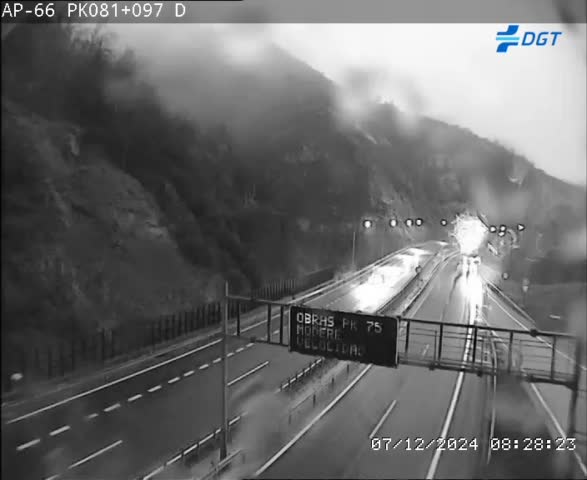 AP-66 PK081+097 D
DGT
OBRAS PK 75
MODERE
VELOCIDAD
07/12/2024 08:28:23